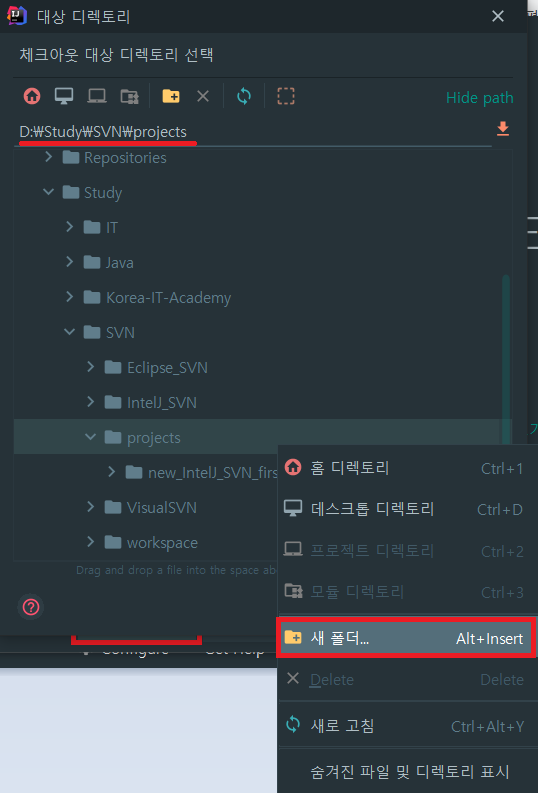 대상 디렉토리
체크아웃 대상 디렉토리 선택
Hide path
D:₩Study₩SVN₩projects
Repositories
Study
IT
Java
Korea-IT-Academy
SVN
Eclipse_SVN
IntelJ_SVN
projects
new_IntelJ_SVN_firs
VisualSVN
workspace
Drag and drop a file into the space abo
홈 디렉토리 Ctrl+1
데스크톱 디렉토리 Ctrl+D
프로젝트 디렉토리 Ctrl+2
모듈 디렉토리 Ctrl+3
새 폴더... Alt+Insert
Configure Get Help
Delete Delete
새로 고침 Ctrl+Alt+Y
숨겨진 파일 및 디렉토리 표시